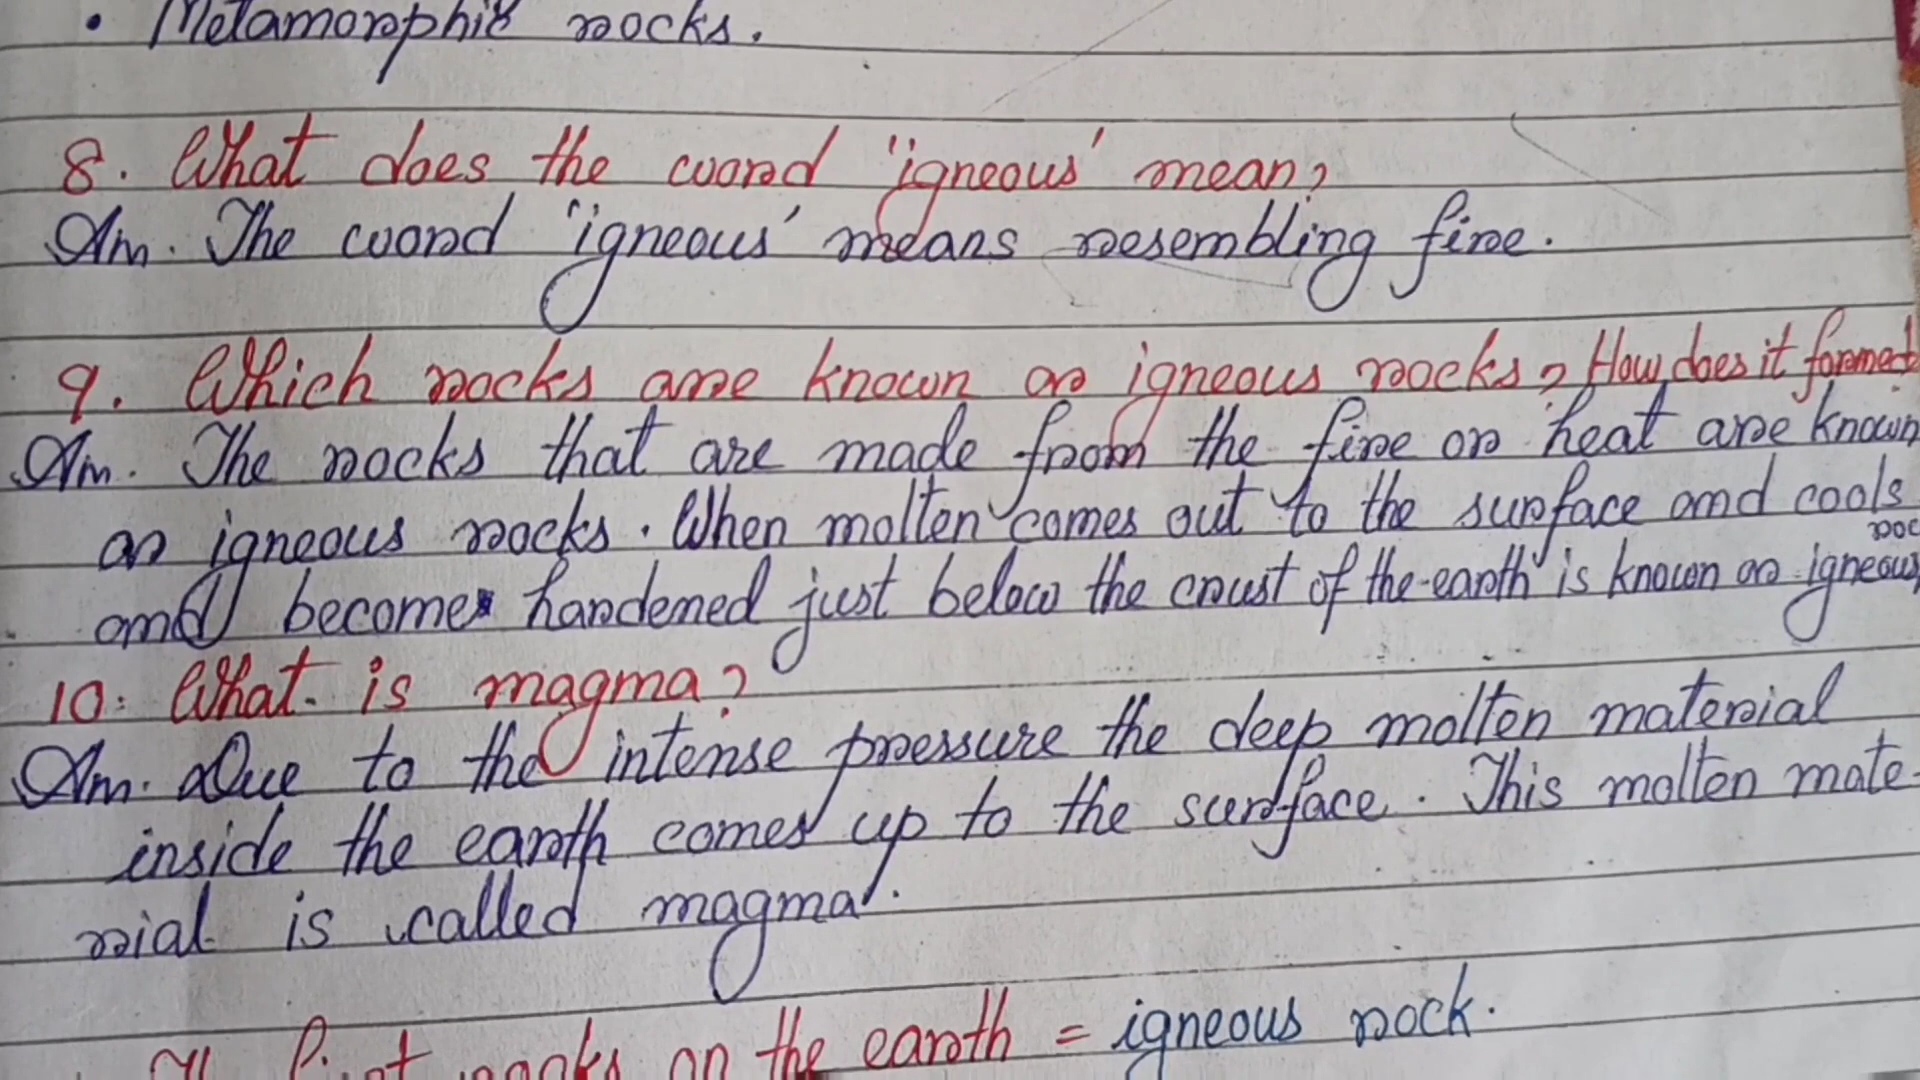 • Metamorphic rocks.
8. What does the word 'igneous' mean?
Ans. The word 'igneous' means resembling fire.
9. Which rocks are known as igneous rocks? How does it formed
Ans. The rocks that are made from the fire or heat are known
as igneous rocks. When molten comes out to the surface and cools
and becomes hardened just below the crust of the earth is known as igneous
roc
10. What is magma?
Ans. Due to the intense pressure the deep molten material
inside the earth comes up to the surface. This molten mate-
rial is called magma.
rocks on the earth = igneous rock.